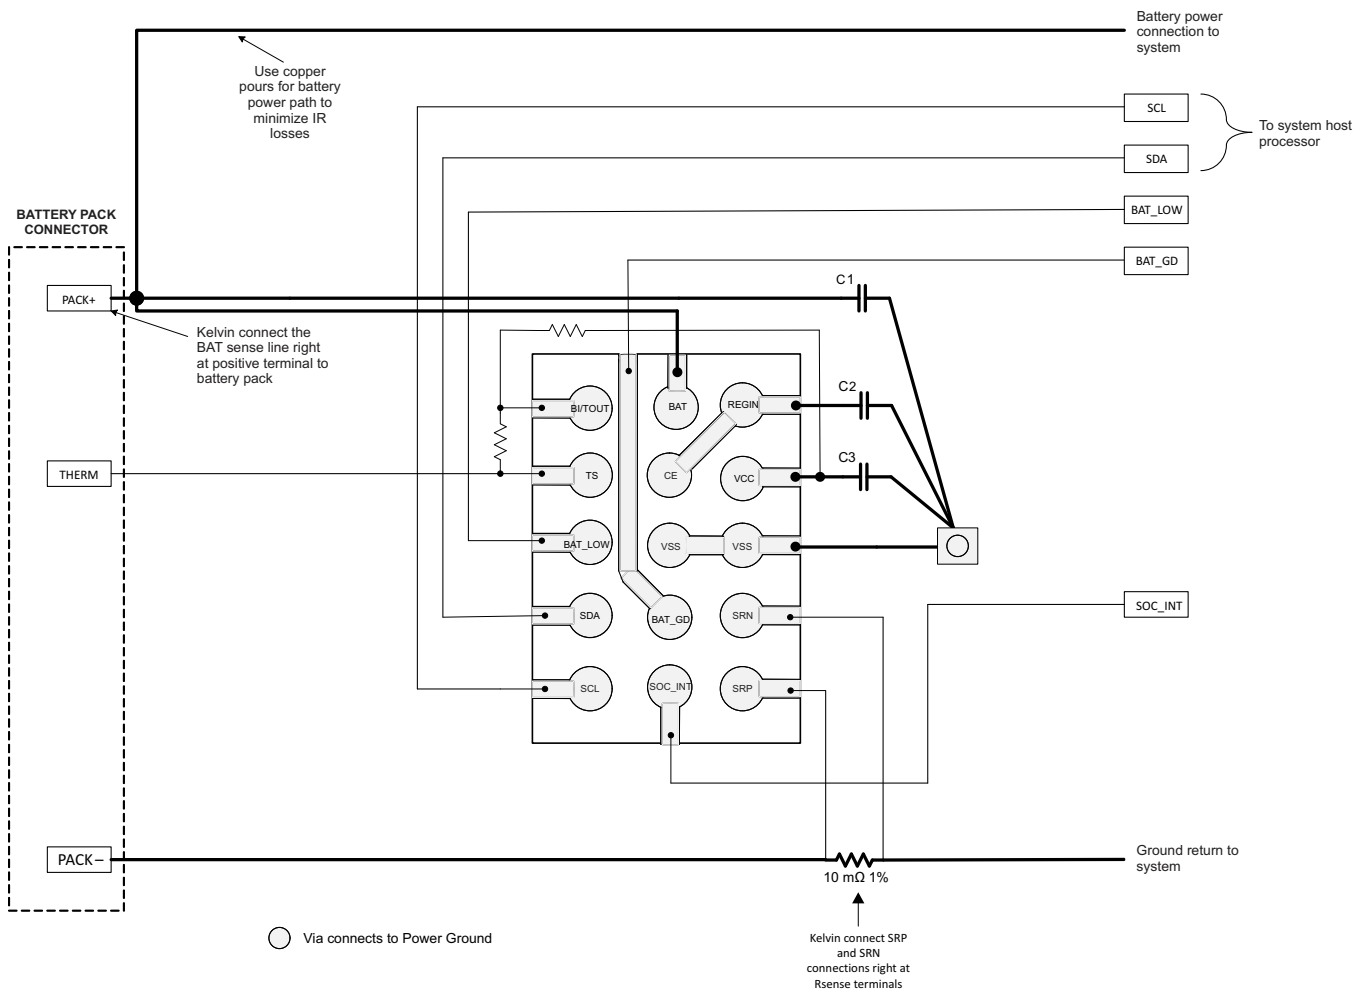 Battery power
connection to
system
Use copper
pours for battery
power path to
minimize IR
losses
SCL
To system host
processor
SDA
BAT_LOW
BAT_GD
BATTERY PACK
CONNECTOR
PACK+
C1
Kelvin connect the
BAT sense line right
at positive terminal to
battery pack
C2
BI/TOUT
BAT
REGIN
THERM
TS
CE
VCC
C3
BAT_LOW
VSS
VSS
SOC_INT
SDA
BAT_GD
SRN
SCL
SOC_INT
SRP
PACK–
10 mΩ 1%
Ground return to
system
Via connects to Power Ground
Kelvin connect SRP
and SRN
connections right at
Rsense terminals